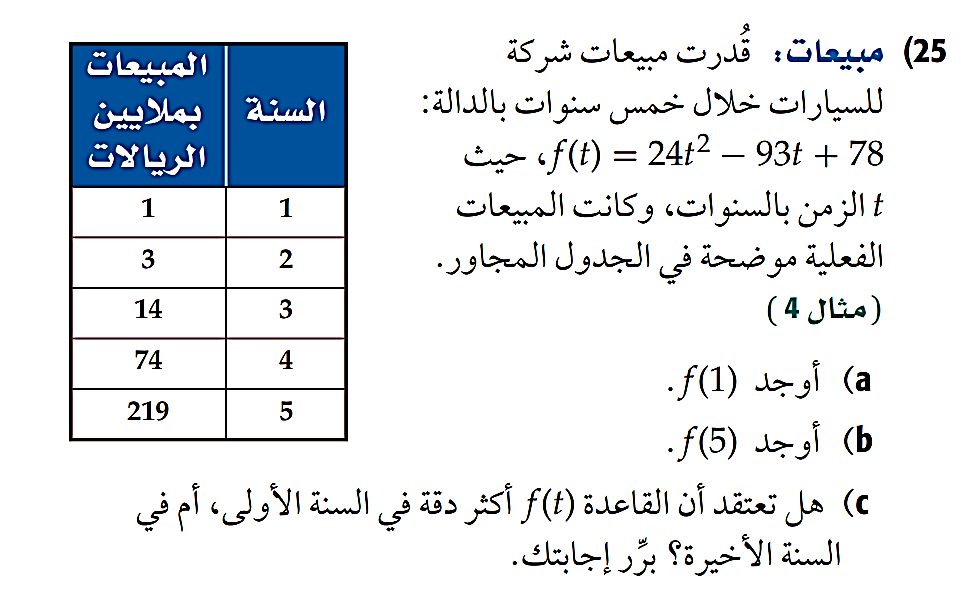 25) مبيعات: قُدرت مبيعات شركة
للسيارات خلال خمس سنوات بالدالة:
f(t) = 24t² − 93t + 78، حيث
t الزمن بالسنوات، وكانت المبيعات
الفعلية موضحة في الجدول المجاور.
(مثال 4)
السنة | المبيعات بملايين الريالات
1 | 1
2 | 3
3 | 14
4 | 74
5 | 219
a) أوجد f(1).
b) أوجد f(5).
c) هل تعتقد أن القاعدة f(t) أكثر دقة في السنة الأولى، أم في
السنة الأخيرة؟ برِّر إجابتك.